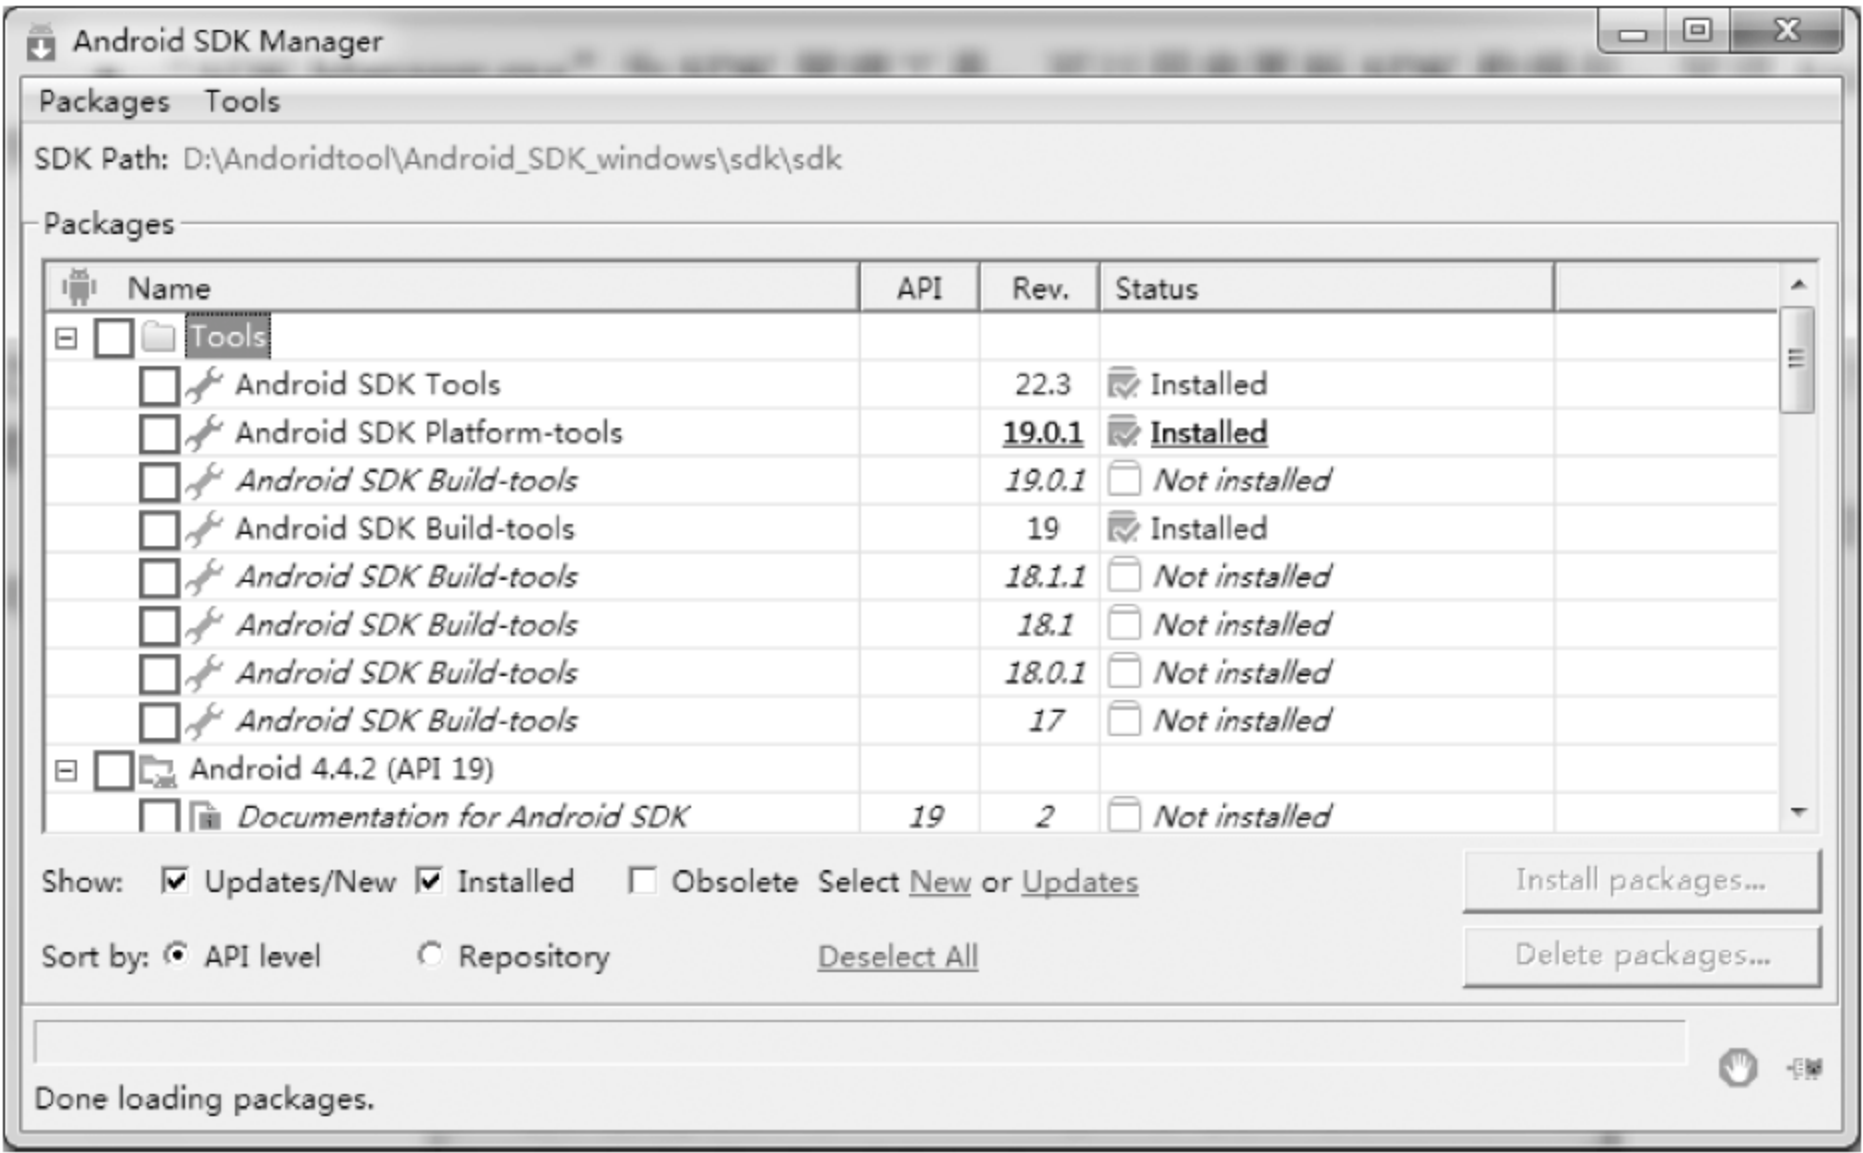 Android SDK Manager
Packages Tools
SDK Path: D:\Andoridtool\Android_SDK_windows\sdk\sdk
Packages
Name API Rev. Status
Tools
Android SDK Tools 22.3 Installed
Android SDK Platform-tools 19.0.1 Installed
Android SDK Build-tools 19.0.1 Not installed
Android SDK Build-tools 19 Installed
Android SDK Build-tools 18.1.1 Not installed
Android SDK Build-tools 18.1 Not installed
Android SDK Build-tools 18.0.1 Not installed
Android SDK Build-tools 17 Not installed
Android 4.4.2 (API 19)
Documentation for Android SDK 19 2 Not installed
Show: Updates/New Installed Obsolete Select New or Updates Install packages...
Sort by: API level Repository Deselect All Delete packages...
Done loading packages.